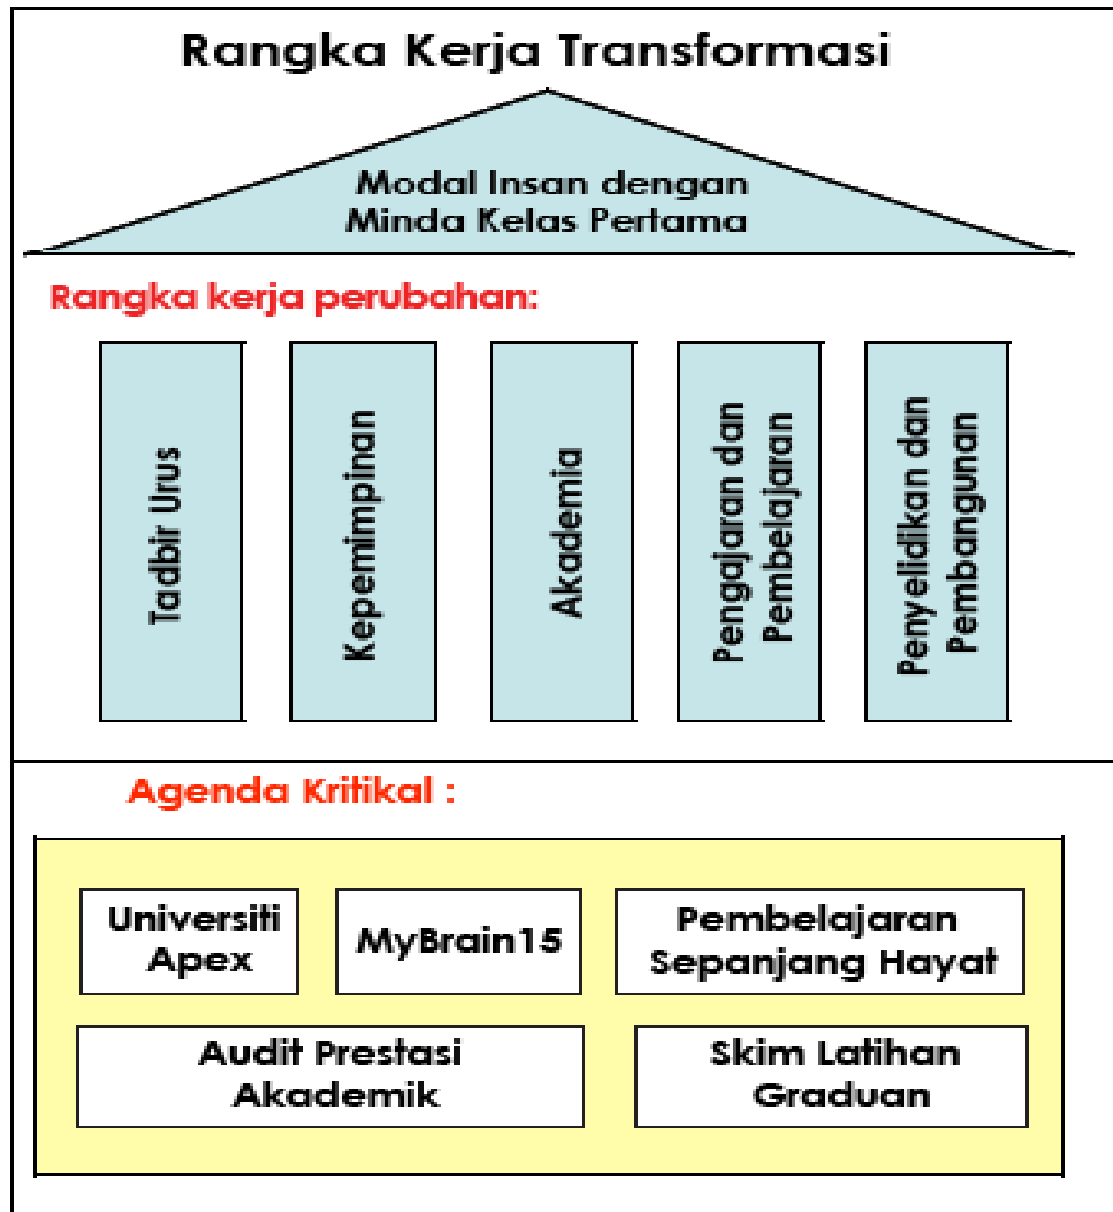 Rangka Kerja Transformasi
Modal Insan dengan
Minda Kelas Pertama
Rangka kerja perubahan:
Tadbir Urus
Kepemimpinan
Akademia
Pengajaran dan
Pembelajaran
Penyelidikan dan
Pembangunan
Agenda Kritikal :
Universiti
Apex
MyBrain15
Pembelajaran
Sepanjang Hayat
Audit Prestasi
Akademik
Skim Latihan
Graduan